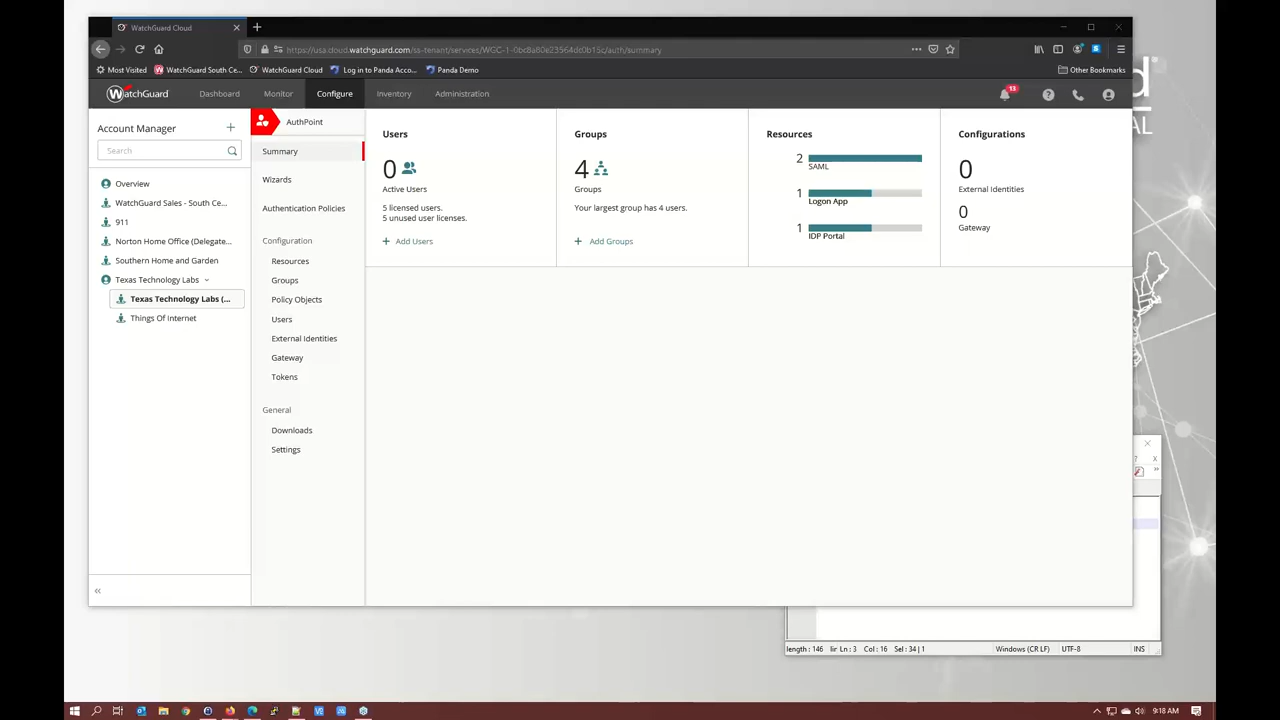 WatchGuard Cloud
https://usa.cloud.watchguard.com/ss-tenant/services/WGC-1-0bc8a80e23564dc0b15c/auth/summary
Most Visited
WatchGuard South Ce...
WatchGuard Cloud
Log in to Panda Acco...
Panda Demo
Other Bookmarks
WatchGuard
Dashboard
Monitor
Configure
Inventory
Administration
13
Account Manager
Search
Overview
WatchGuard Sales - South Ce...
911
Norton Home Office (Delegate...
Southern Home and Garden
Texas Technology Labs
Texas Technology Labs (...
Things Of Internet
AuthPoint
Summary
Wizards
Authentication Policies
Configuration
Resources
Groups
Policy Objects
Users
External Identities
Gateway
Tokens
General
Downloads
Settings
Users
0
Active Users
5 licensed users.
5 unused user licenses.
+ Add Users
Groups
4
Groups
Your largest group has 4 users.
+ Add Groups
Resources
2
SAML
1
Logon App
1
IDP Portal
Configurations
0
External Identities
0
Gateway
length : 146
Ln : 3
Col : 16
Sel : 34 | 1
Windows (CR LF)
UTF-8
INS
9:18 AM